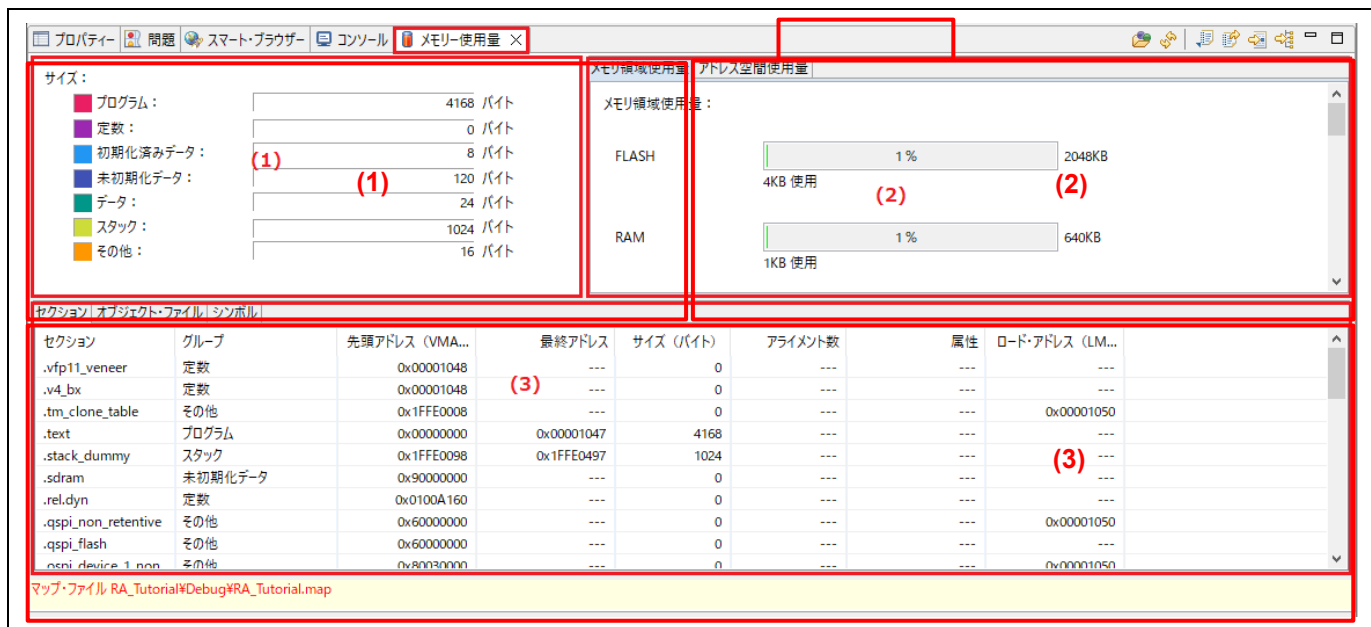 プロパティー 問題 スマート・ブラウザー コンソール メモリー使用量
サイズ：
プログラム： 4168 バイト
定数： 0 バイト
初期化済みデータ： 8 バイト
未初期化データ： 120 バイト
データ： 24 バイト
スタック： 1024 バイト
その他： 16 バイト
(1)
(1)
メモリ領域使用量 アドレス空間使用量
メモリ領域使用量：
FLASH 1 % 2048KB
4KB 使用
(2)
(2)
RAM 1 % 640KB
1KB 使用
セクション オブジェクト・ファイル シンボル
セクション グループ 先頭アドレス（VMA... 最終アドレス サイズ（バイト） アライメント数 属性 ロード・アドレス（LM...
.vfp11_veneer 定数 0x00001048 --- 0 --- --- ---
.v4_bx 定数 0x00001048 --- 0 --- --- ---
.tm_clone_table その他 0x1FFE0008 --- 0 --- --- 0x00001050
.text プログラム 0x00000000 0x00001047 4168 --- --- ---
.stack_dummy スタック 0x1FFE0098 0x1FFE0497 1024 --- --- ---
.sdram 未初期化データ 0x90000000 --- 0 --- --- ---
.rel.dyn 定数 0x0100A160 --- 0 --- --- ---
.qspi_non_retentive その他 0x60000000 --- 0 --- --- 0x00001050
.qspi_flash その他 0x60000000 --- 0 --- --- ---
.ospi_device_1_non その他 0x80030000 --- 0 --- --- 0x00001050
(3)
(3)
マップ・ファイル RA_Tutorial¥Debug¥RA_Tutorial.map